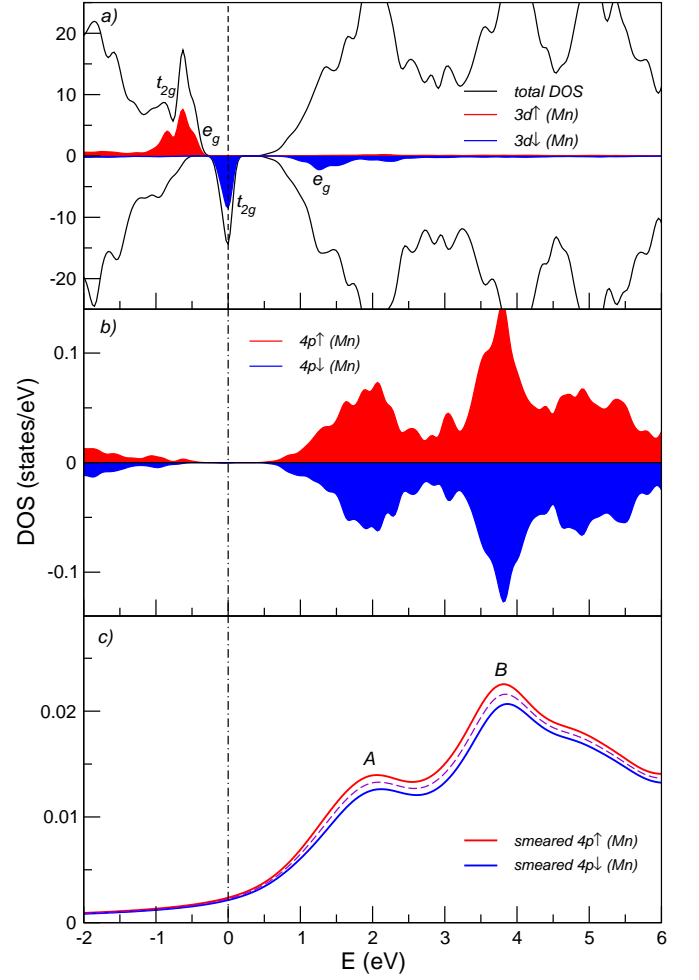 a)
20
10
0
-10
-20
t2g
eg
total DOS
3d↑ (Mn)
3d↓ (Mn)
eg
t2g
b)
4p↑ (Mn)
4p↓ (Mn)
0.1
0
-0.1
DOS (states/eV)
c)
B
A
0.02
0.01
0
smeared 4p↑ (Mn)
smeared 4p↓ (Mn)
-2 -1 0 1 2 3 4 5 6
E (eV)